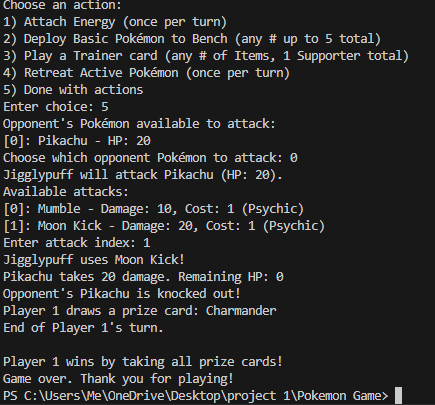 Choose an action:
1) Attach Energy (once per turn)
2) Deploy Basic Pokémon to Bench (any # up to 5 total)
3) Play a Trainer card (any # of Items, 1 Supporter total)
4) Retreat Active Pokémon (once per turn)
5) Done with actions
Enter choice: 5
Opponent's Pokémon available to attack:
[0]: Pikachu - HP: 20
Choose which opponent Pokémon to attack: 0
Jigglypuff will attack Pikachu (HP: 20).
Available attacks:
[0]: Mumble - Damage: 10, Cost: 1 (Psychic)
[1]: Moon Kick - Damage: 20, Cost: 1 (Psychic)
Enter attack index: 1
Jigglypuff uses Moon Kick!
Pikachu takes 20 damage. Remaining HP: 0
Opponent's Pikachu is knocked out!
Player 1 draws a prize card: Charmander
End of Player 1's turn.
Player 1 wins by taking all prize cards!
Game over. Thank you for playing!
PS C:\Users\Me\OneDrive\Desktop\project 1\Pokemon Game>